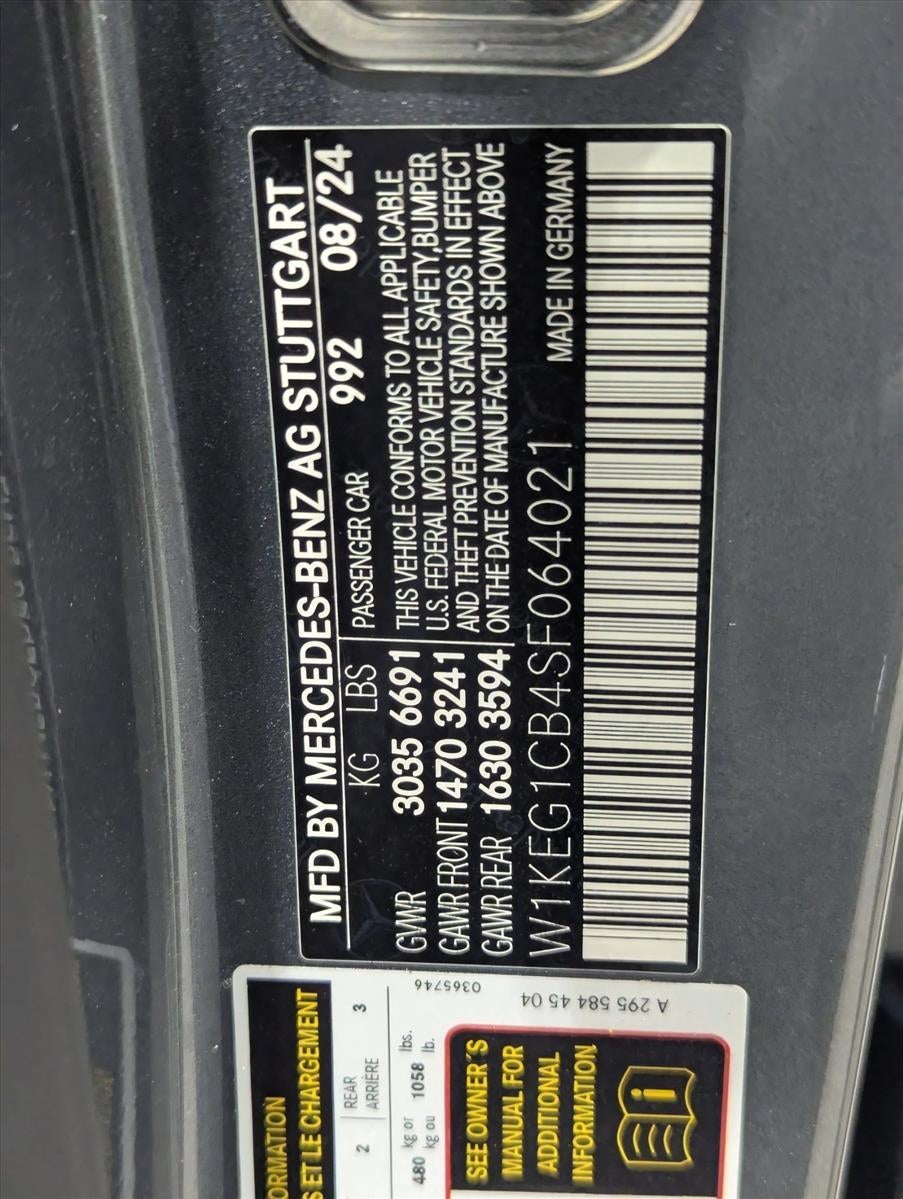 MFD BY MERCEDES-BENZ AG STUTTGART
KG LBS PASSENGER CAR 992 08/24
GVWR 3035 6691
GAWR FRONT 1470 3241
GAWR REAR 1630 3594
THIS VEHICLE CONFORMS TO ALL APPLICABLE
U.S. FEDERAL MOTOR VEHICLE SAFETY,BUMPER
AND THEFT PREVENTION STANDARDS IN EFFECT
ON THE DATE OF MANUFACTURE SHOWN ABOVE
W1KEG1CB4SF064021 MADE IN GERMANY
ORMATION
S ET LE CHARGEMENT
2 REAR 3
ARRIÈRE
480 kg or 1058 lbs.
kg ou lb.
SEE OWNER´S
MANUAL FOR
ADDITIONAL
INFORMATION
i
0365746
A 295 584 45 04